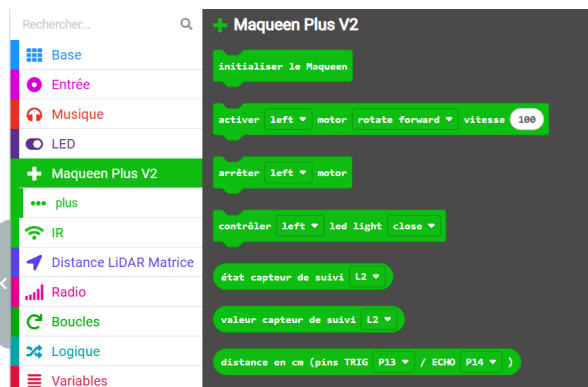 Rechercher...
Base
Entrée
Musique
LED
Maqueen Plus V2
plus
IR
Distance LiDAR Matrice
Radio
Boucles
Logique
Variables
Maqueen Plus V2
initialiser le Maqueen
activer left motor rotate forward vitesse 100
arrêter left motor
contrôler left led light close
état capteur de suivi L2
valeur capteur de suivi L2
distance en cm (pins TRIG P13 / ECHO P14 )